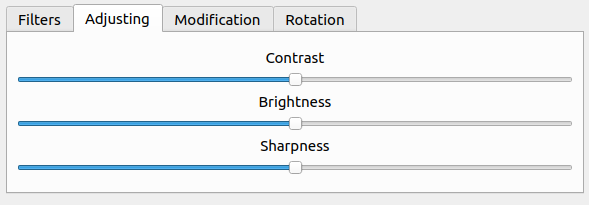 Filters Adjusting Modification Rotation
Contrast
Brightness
Sharpness